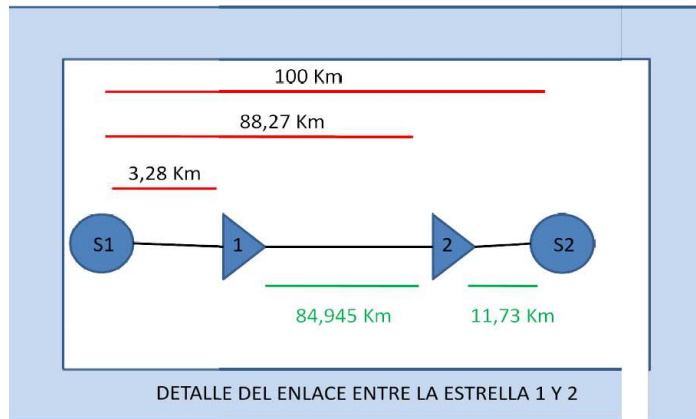 100 Km
88,27 Km
3,28 Km
S1 1 2 S2
84,945 Km 11,73 Km
DETALLE DEL ENLACE ENTRE LA ESTRELLA 1 Y 2